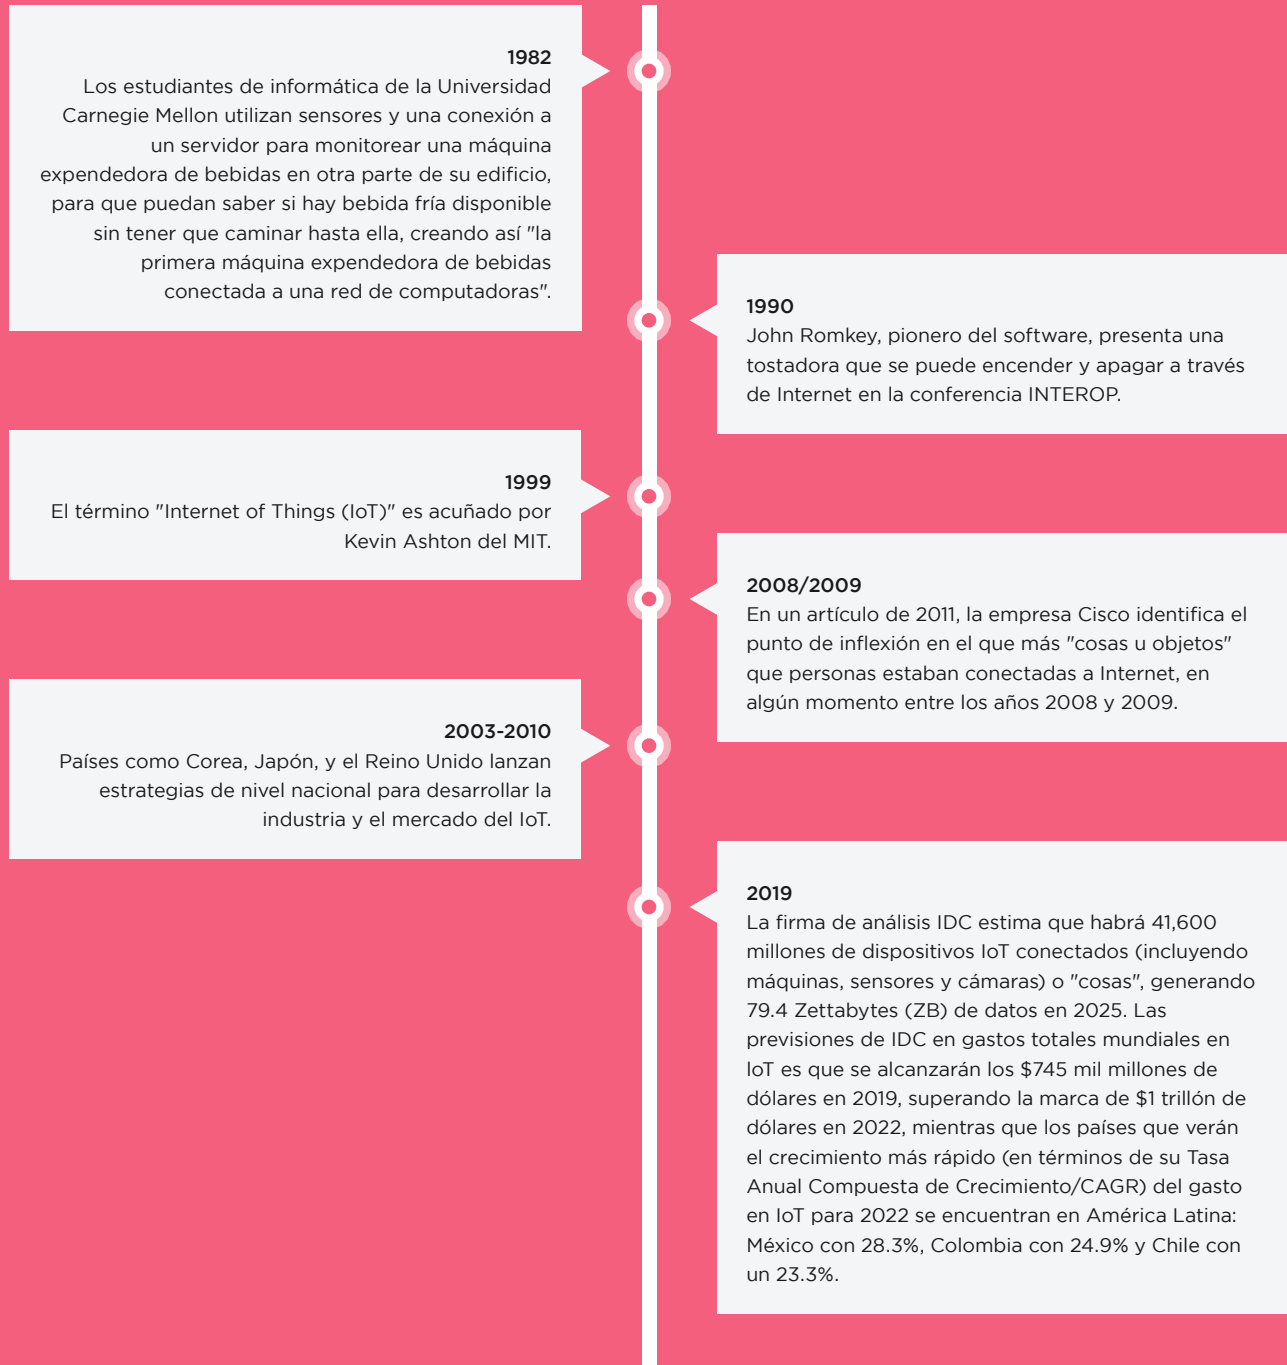 1982
Los estudiantes de informática de la Universidad
Carnegie Mellon utilizan sensores y una conexión a
un servidor para monitorear una máquina
expendedora de bebidas en otra parte de su edificio,
para que puedan saber si hay bebida fría disponible
sin tener que caminar hasta ella, creando así "la
primera máquina expendedora de bebidas
conectada a una red de computadoras".
1990
John Romkey, pionero del software, presenta una
tostadora que se puede encender y apagar a través
de Internet en la conferencia INTEROP.
1999
El término "Internet of Things (IoT)" es acuñado por
Kevin Ashton del MIT.
2008/2009
En un artículo de 2011, la empresa Cisco identifica el
punto de inflexión en el que más "cosas u objetos"
que personas estaban conectadas a Internet, en
algún momento entre los años 2008 y 2009.
2003-2010
Países como Corea, Japón, y el Reino Unido lanzan
estrategias de nivel nacional para desarrollar la
industria y el mercado del IoT.
2019
La firma de análisis IDC estima que habrá 41,600
millones de dispositivos IoT conectados (incluyendo
máquinas, sensores y cámaras) o "cosas", generando
79.4 Zettabytes (ZB) de datos en 2025. Las
previsiones de IDC en gastos totales mundiales en
IoT es que se alcanzarán los $745 mil millones de
dólares en 2019, superando la marca de $1 trillón de
dólares en 2022, mientras que los países que verán
el crecimiento más rápido (en términos de su Tasa
Anual Compuesta de Crecimiento/CAGR) del gasto
en IoT para 2022 se encuentran en América Latina:
México con 28.3%, Colombia con 24.9% y Chile con
un 23.3%.